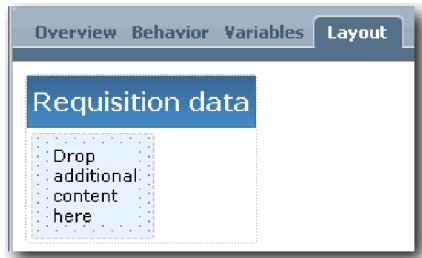 Overview Behavior Variables Layout
Requisition data
Drop
additional
content
here